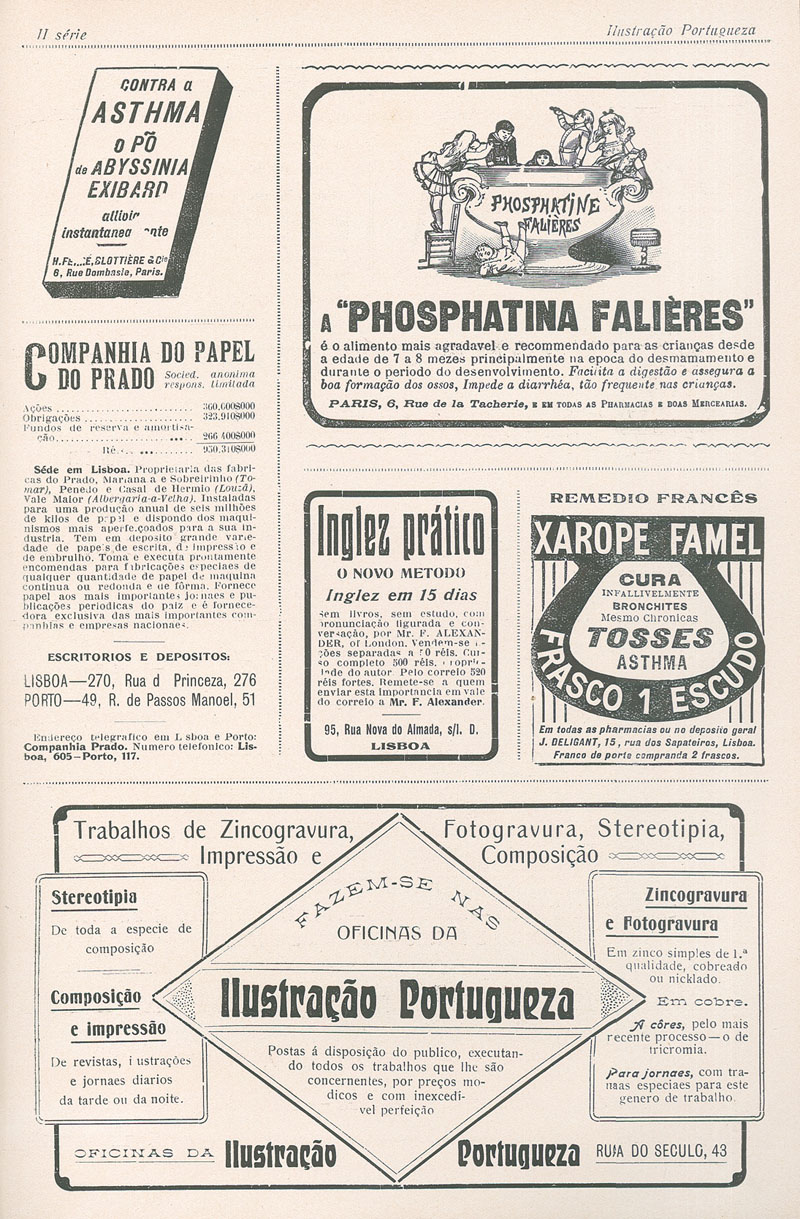 II série
Ilustração Portugueza
CONTRA a
ASTHMA
o PÓ
de ABYSSINIA
EXIBARD
instantanea
6, Rue Dombasle, Paris.
COMPANHIA DO PAPEL
DO PRADO
Socied. anonima
respons. limitada
Ações ........................ 360.600$000
Obrigações ................... 323.910$000
Fundos de reserva e amortisa-
ção.................. 266.400$000
Réis ............ 950.310$000
Séde em Lisboa. Proprietaria das fabri-
cas do Prado, Marianaia e Sobreirinho (To-
mar), Penedo e Casal de Hermio (Louzã),
Vale Maior (Albergaria-a-Velha). Instaladas
para uma produção anual de seis milhões
de kilos de papel e dispondo dos maqui-
nismos mais aperfeiçoados para a sua in-
dustria. Tem em deposito grande varie-
dade de papeis de escrita, de impressão e
de embrulho. Toma e executa prontamente
encomendas para fabricações especiaes de
qualquer quantidade de papel de maquina
continua ou redonda e de fôrma. Fornece
papel aos mais importantes jornaes e pu-
blicações periodicas do paiz e é fornece-
dora exclusiva das mais importantes com-
panhias e empresas nacionaes.
ESCRITORIOS E DEPOSITOS:
LISBOA—270, Rua da Princeza, 276
PORTO—49, R. de Passos Manoel, 51
Endereço telegrafico em Lisboa e Porto:
Companhia Prado. Numero telefonico: Lis-
boa, 605—Porto, 117.
PHOSPHATINE
FALIÈRES
A "PHOSPHATINA FALIÈRES"
é o alimento mais agradavel e recommendado para as crianças desde
a edade de 7 a 8 mezes principalmente na epoca do desmamamento e
durante o periodo do desenvolvimento. Facilita a digestão e assegura a
boa formação dos ossos, Impede a diarrhéa, tão frequente nas crianças.
PARIS, 6, Rue de la Tacherie, E EM TODAS AS PHARMACIAS E BOAS MERCEARIAS.
Inglez prático
O NOVO METODO
Inglez em 15 dias
Sem livros, sem estudo, com
pronunciação figurada e con-
versação, por Mr. F. ALEXAN-
DER, of London. Vendem-se
ções separadas a
so completo 500 réis,
dade do autor. Pelo correio 520
réis fortes. Remete-se a quem
enviar esta importancia em vale
do correio a Mr. F. Alexander.
95, Rua Nova do Almada, s/l. D.
LISBOA
REMEDIO FRANCÊS
XAROPE FAMEL
CURA
INFALLIVELMENTE
BRONCHITES
Mesmo Chronicas
TOSSES
ASTHMA
FRASCO 1 ESCUDO
Em todas as pharmacias ou no deposito geral
J. DELIGANT, 15, rua dos Sapateiros, Lisboa.
Franco de porte comprando 2 frascos.
Trabalhos de Zincogravura, Fotogravura, Stereotipia,
Impressão e Composição
FAZEM-SE NAS
OFICINAS DA
Ilustração Portugueza
Postas á disposição do publico, executan-
do todos os trabalhos que lhe são
concernentes, por preços mo-
dicos e com inexcedi-
vel perfeição
Stereotipia
De toda a especie de
composição
Composição
e impressão
De revistas, ilustrações
e jornaes diarios
da tarde ou da noite.
Zincogravura
e Fotogravura
Em zinco simples de 1.ª
qualidade, cobreado
ou nicklado.
Em cobre.
A côres, pelo mais
recente processo—o de
tricromia.
Para jornaes, com tra-
mas especiaes para este
genero de trabalho.
OFICINAS DA Ilustração Portugueza RUA DO SECULO, 43